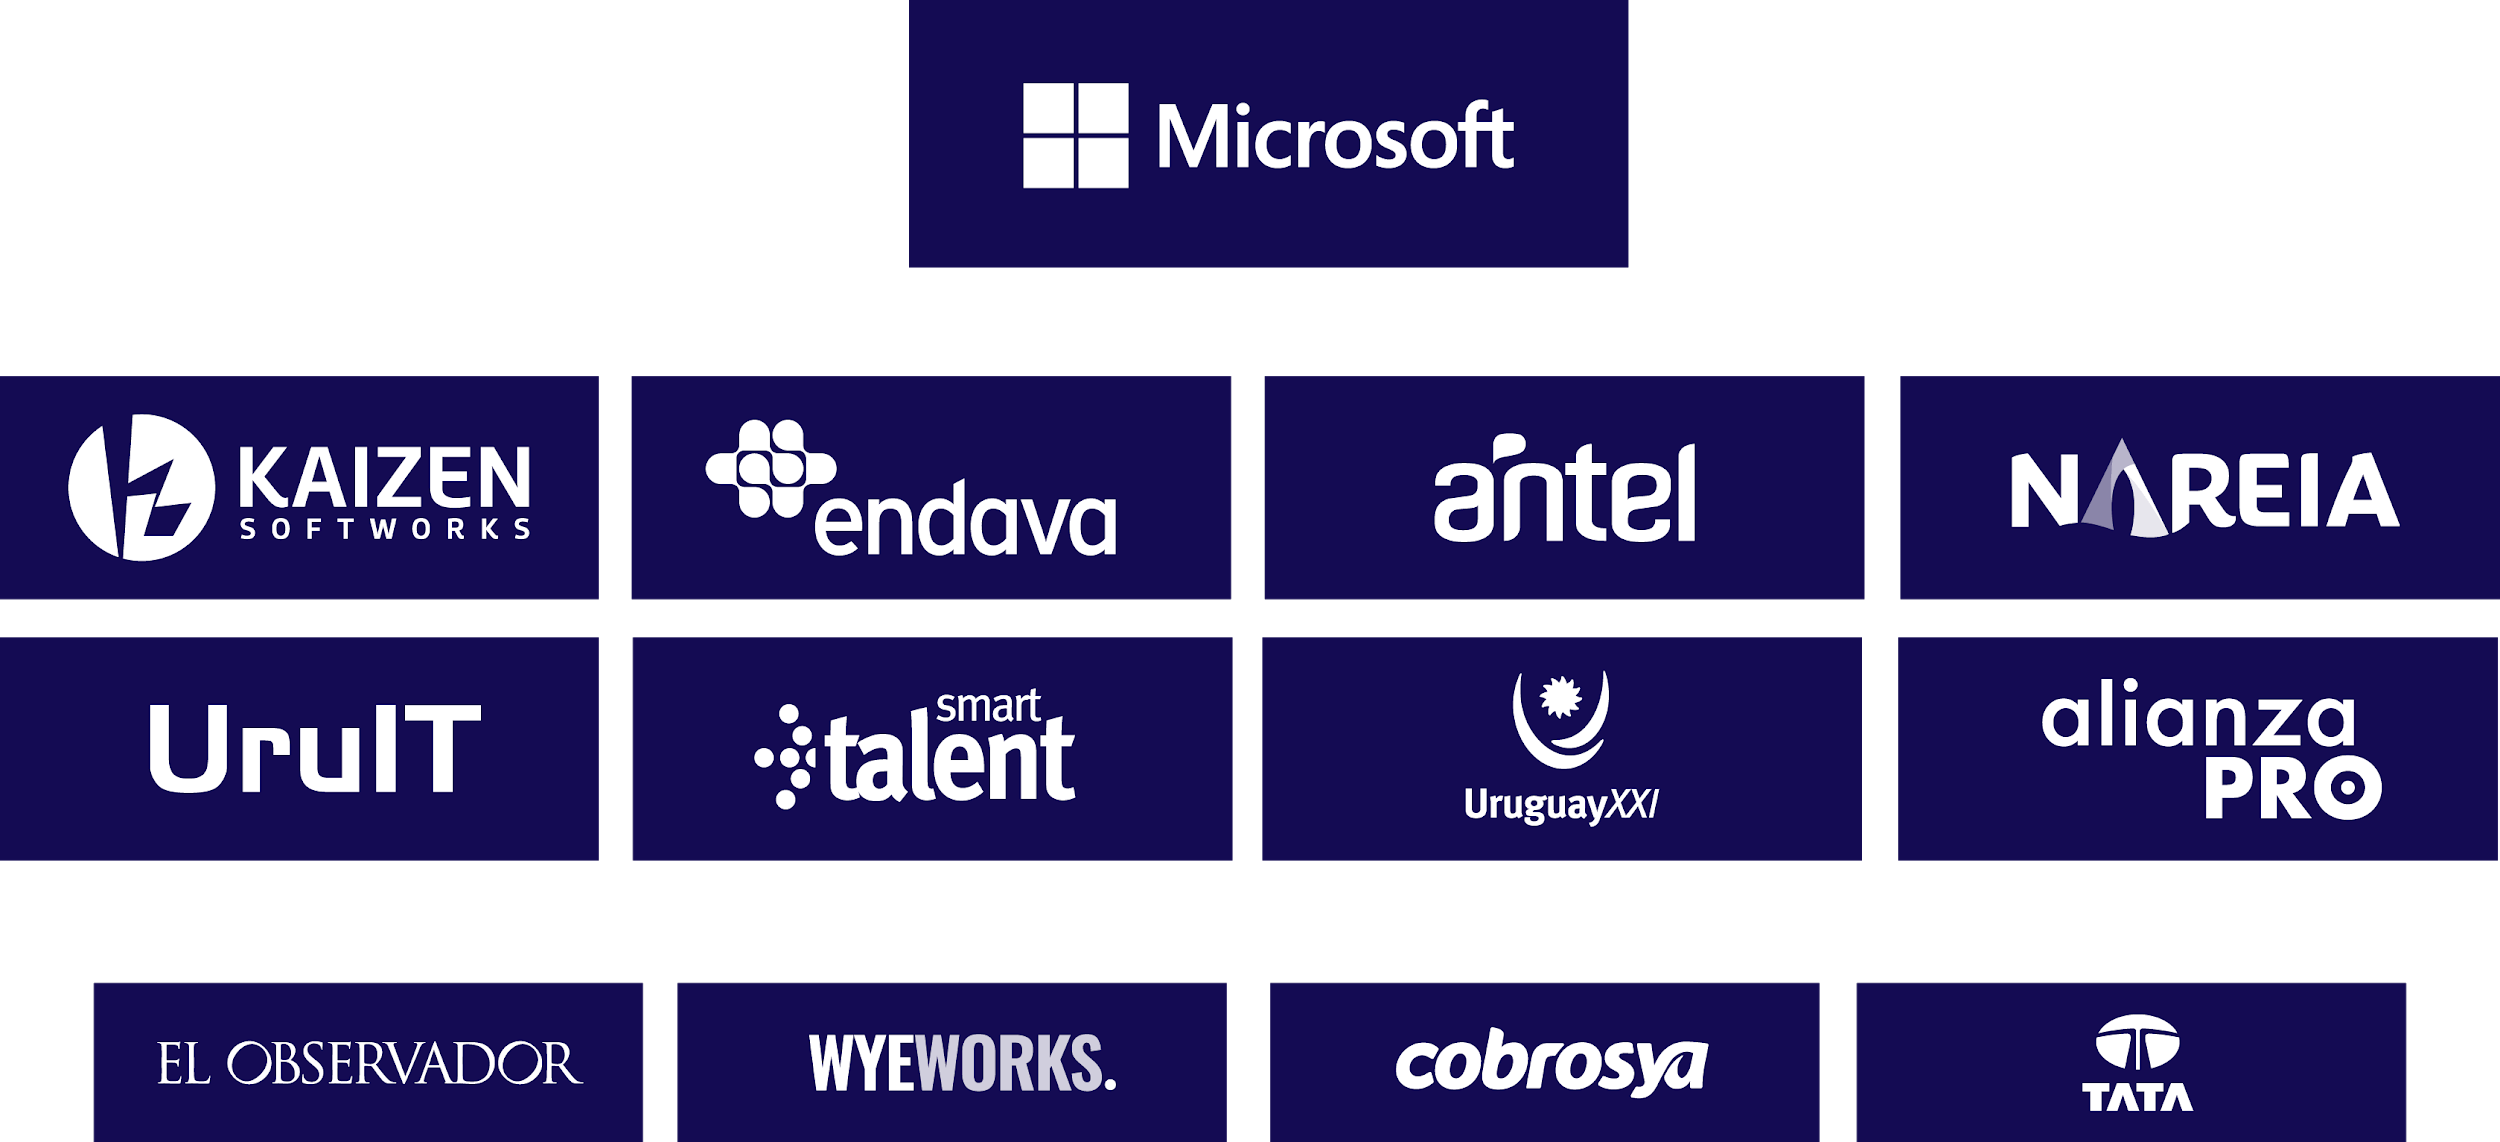 Microsoft
KAIZEN
SOFTWORKS
endava
antel
NAREIA
UruIT
smart
talent
UruguayXXI
alianza
PRO
EL OBSERVADOR
WYEWORKS.
cobrosya
TATA